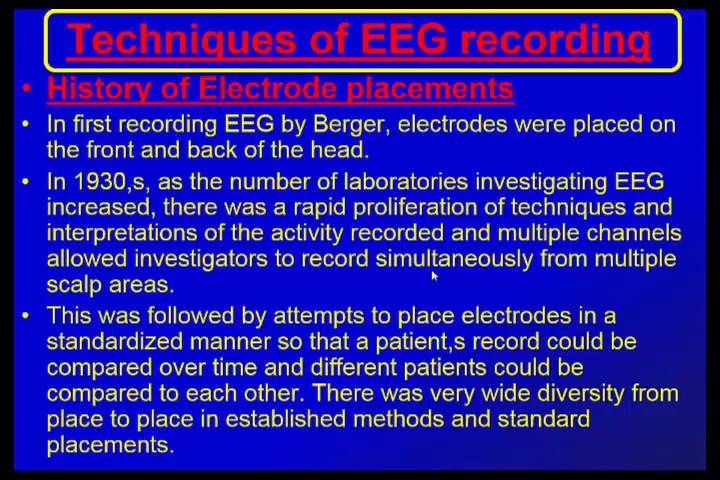 Techniques of EEG recording
• History of Electrode placements
• In first recording EEG by Berger, electrodes were placed on
the front and back of the head.
• In 1930,s, as the number of laboratories investigating EEG
increased, there was a rapid proliferation of techniques and
interpretations of the activity recorded and multiple channels
allowed investigators to record simultaneously from multiple
scalp areas.
• This was followed by attempts to place electrodes in a
standardized manner so that a patient,s record could be
compared over time and different patients could be
compared to each other. There was very wide diversity from
place to place in established methods and standard
placements.